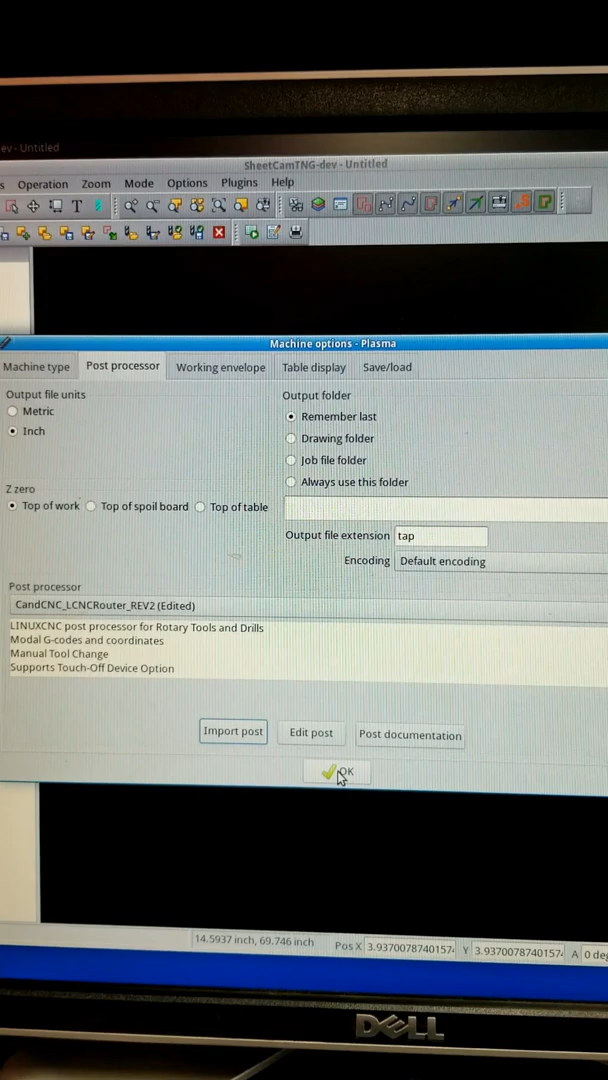 ev - Untitled
SheetCamTNG-dev - Untitled
s Operation Zoom Mode Options Plugins Help
T
Machine options - Plasma
Machine type Post processor Working envelope Table display Save/load
Output file units
Metric
Inch
Output folder
Remember last
Drawing folder
Job file folder
Always use this folder
Z zero
Top of work Top of spoil board Top of table
Output file extension tap
Encoding Default encoding
Post processor
CandCNC_LCNCRouter_REV2 (Edited)
LINUXCNC post processor for Rotary Tools and Drills
Modal G-codes and coordinates
Manual Tool Change
Supports Touch-Off Device Option
Import post Edit post Post documentation
OK
14.5937 inch, 69.746 inch Pos X 3.9370078740157 Y 3.9370078740157 A 0 deg
DELL